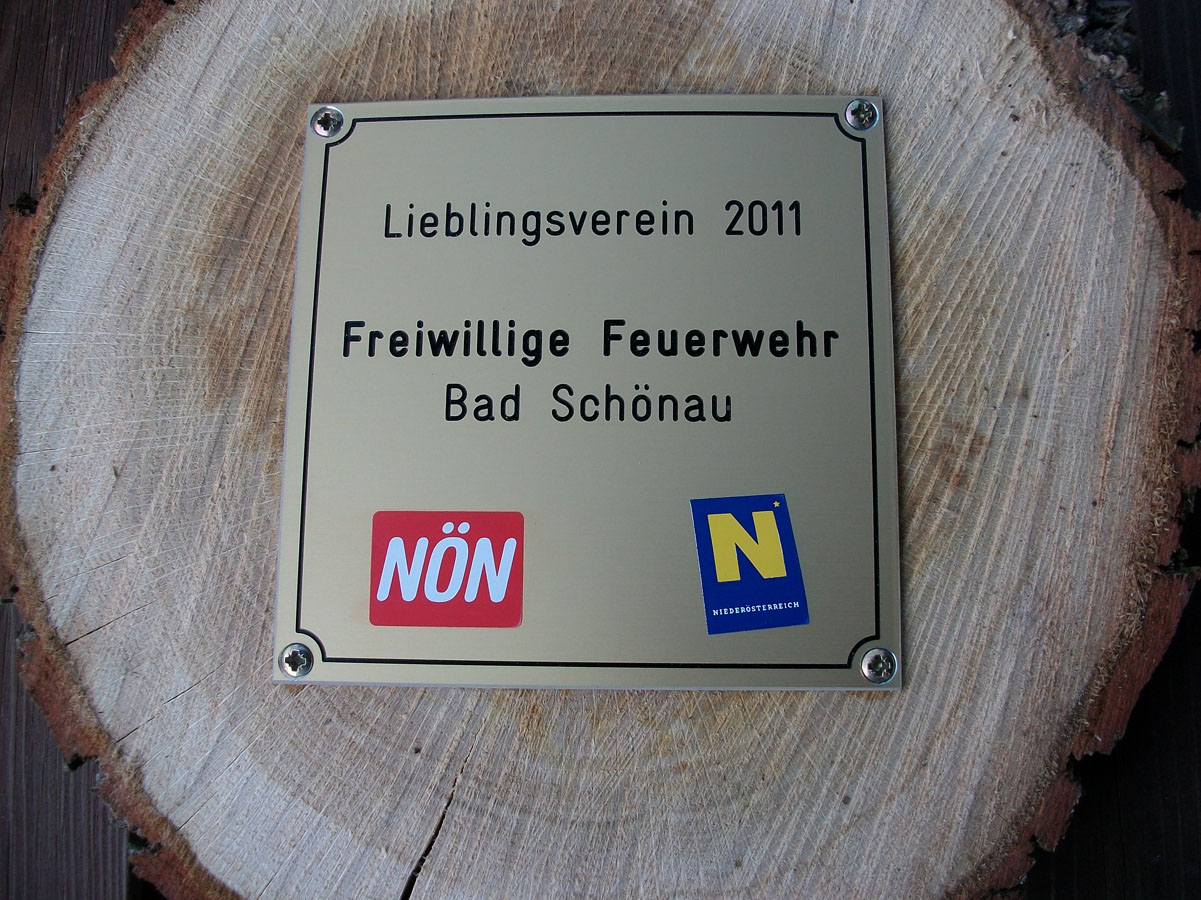 Lieblingsverein 2011
Freiwillige Feuerwehr
Bad Schönau
NÖN
N
NIEDERÖSTERREICH